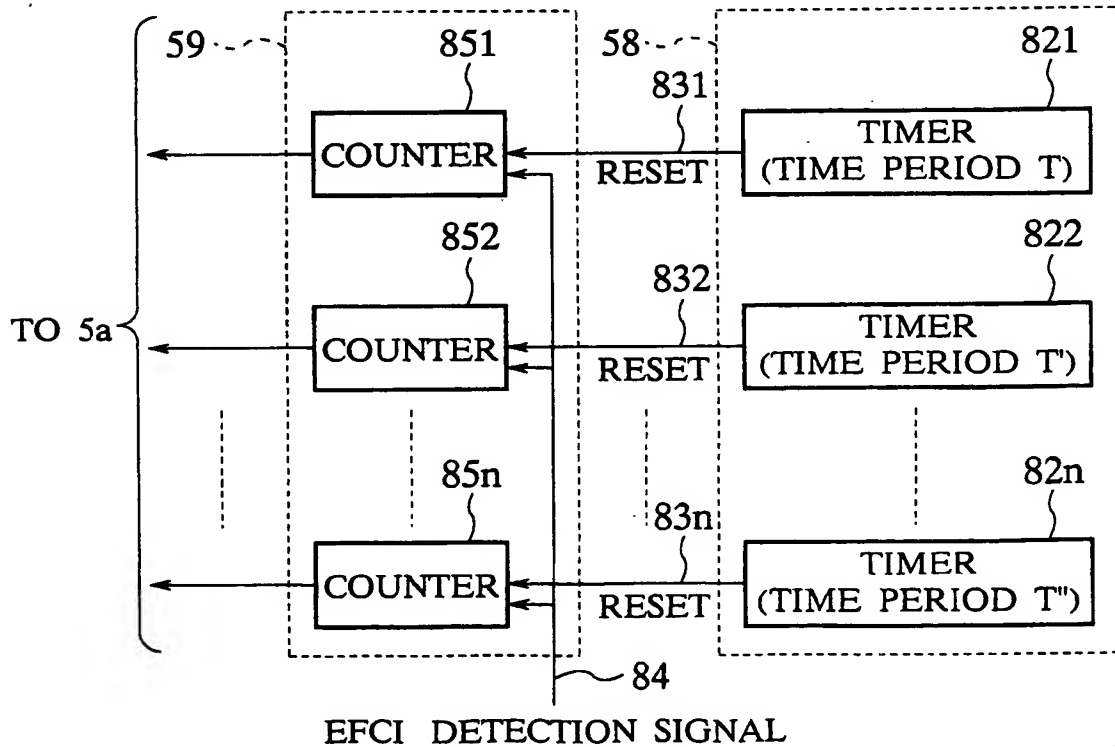 59
851
58
821
831
COUNTER
RESET
TIMER
(TIME PERIOD T)
852
832
822
TO 5a
COUNTER
RESET
TIMER
(TIME PERIOD T')
85n
83n
82n
COUNTER
RESET
TIMER
(TIME PERIOD T")
84
EFCI DETECTION SIGNAL